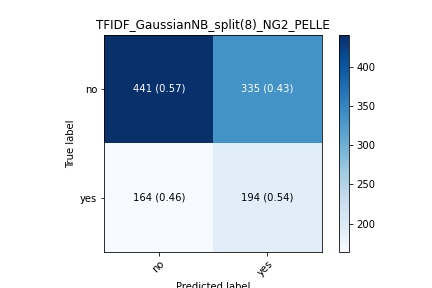 TFIDF_GaussianNB_split(8)_NG2_PELLE
no
441 (0.57)
335 (0.43)
yes
164 (0.46)
194 (0.54)
True label
no
yes
Predicted label
400
350
300
250
200